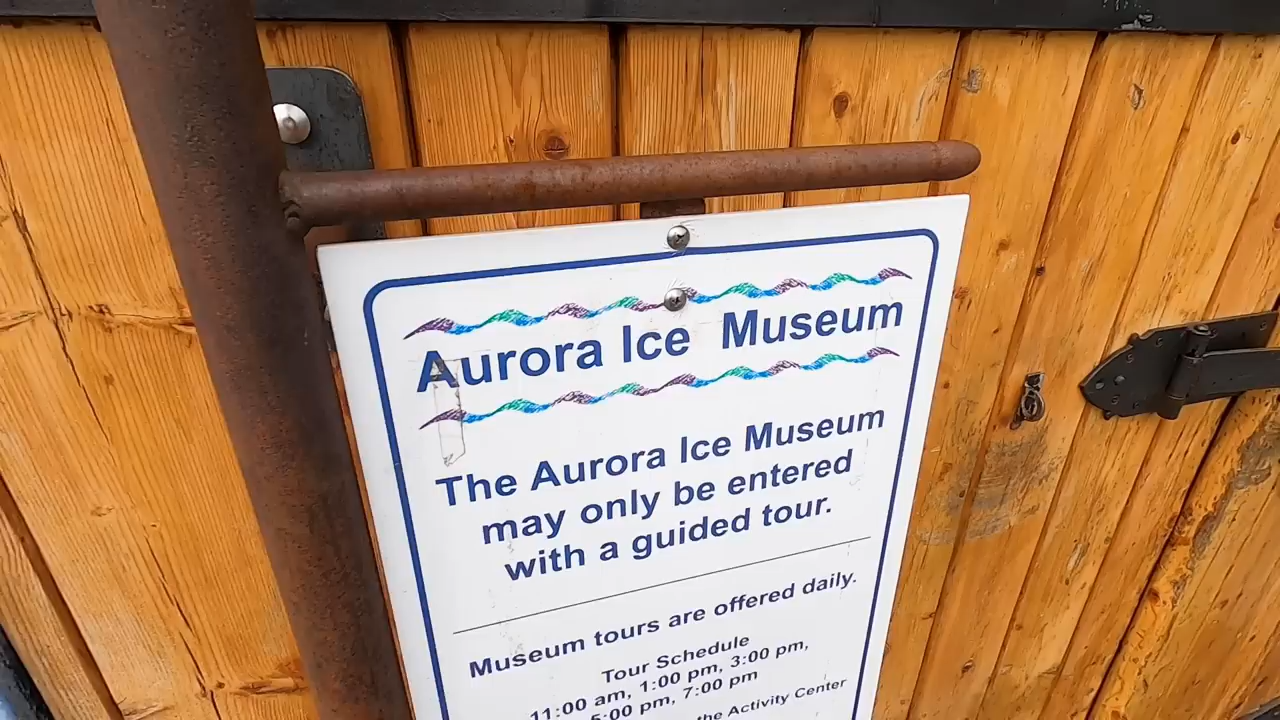 Aurora Ice Museum
The Aurora Ice Museum
may only be entered
with a guided tour.
Museum tours are offered daily.
Tour Schedule
11:00 am, 1:00 pm, 3:00 pm,
5:00 pm, 7:00 pm
the Activity Center